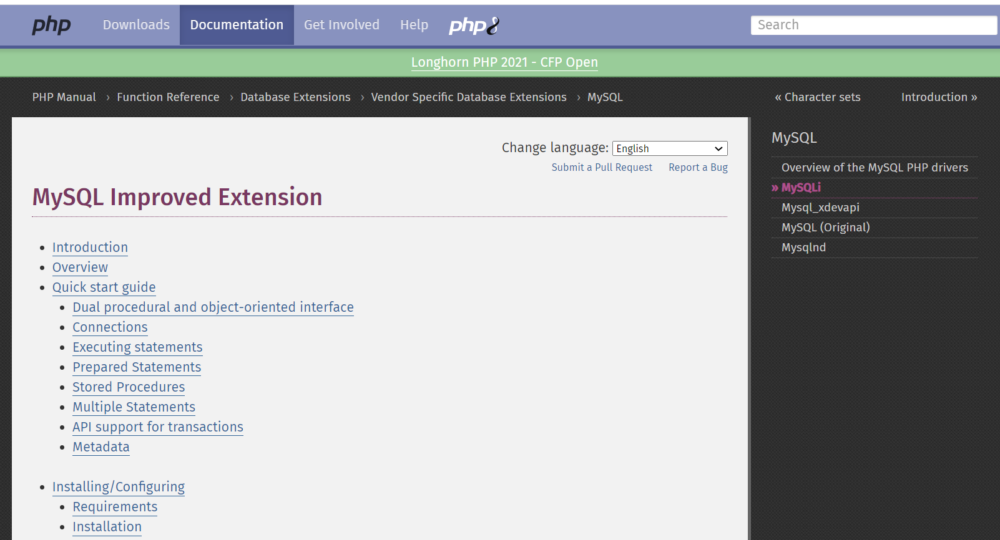 php Downloads Documentation Get Involved Help php8 Search
Longhorn PHP 2021 - CFP Open
PHP Manual › Function Reference › Database Extensions › Vendor Specific Database Extensions › MySQL « Character sets Introduction »
Change language: English
Submit a Pull Request Report a Bug
MySQL Improved Extension
Introduction
Overview
Quick start guide
Dual procedural and object-oriented interface
Connections
Executing statements
Prepared Statements
Stored Procedures
Multiple Statements
API support for transactions
Metadata
Installing/Configuring
Requirements
Installation
MySQL
Overview of the MySQL PHP drivers
» MySQLi
Mysql_xdevapi
MySQL (Original)
Mysqlnd